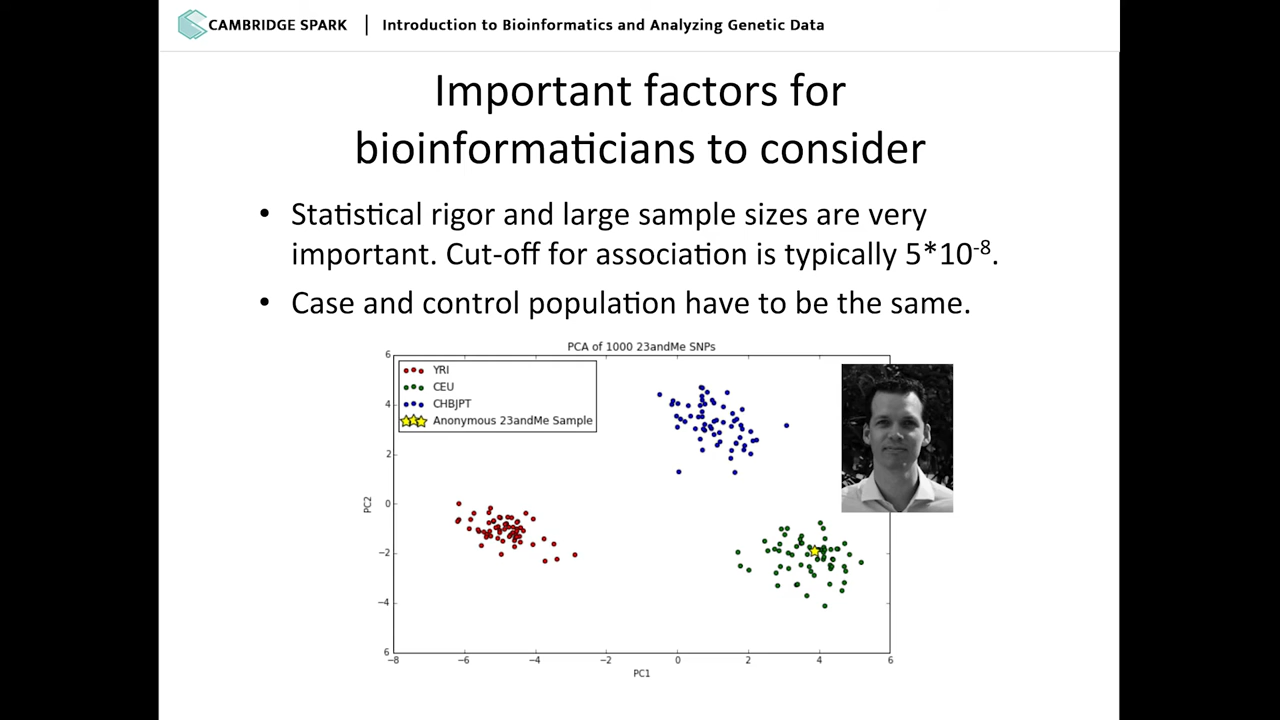 CAMBRIDGE SPARK | Introduction to Bioinformatics and Analyzing Genetic Data
Important factors for
bioinformaticians to consider
• Statistical rigor and large sample sizes are very
important. Cut-off for association is typically 5*10⁻⁸.
• Case and control population have to be the same.
PCA of 1000 23andMe SNPs
YRI
CEU
CHBJPT
Anonymous 23andMe Sample
6
4
2
0
−2
−4
6
PC2
−8 −6 −4 −2 0 2 4 6
PC1